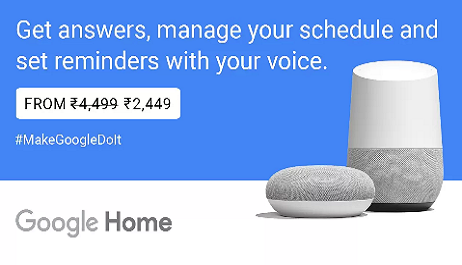 Get answers, manage your schedule and
set reminders with your voice.
FROM ₹4,499 ₹2,449
#MakeGoogleDoIt
Google Home